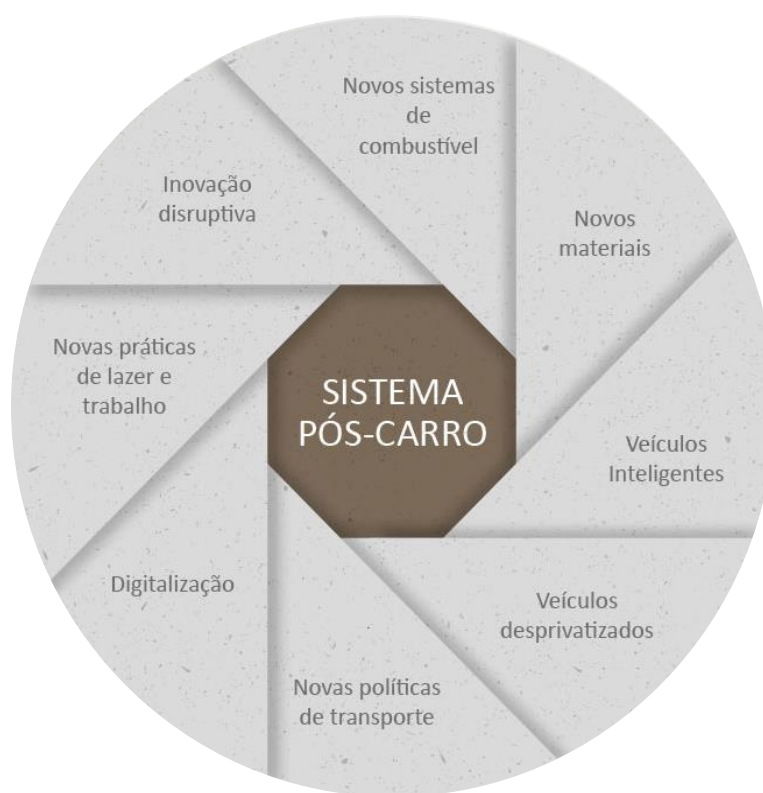 Novos sistemas
de
combustível
Novos
materiais
Veículos
Inteligentes
Veículos
desprivatizados
Novas políticas
de transporte
Digitalização
Novas práticas
de lazer e
trabalho
Inovação
disruptiva
SISTEMA
PÓS-CARRO